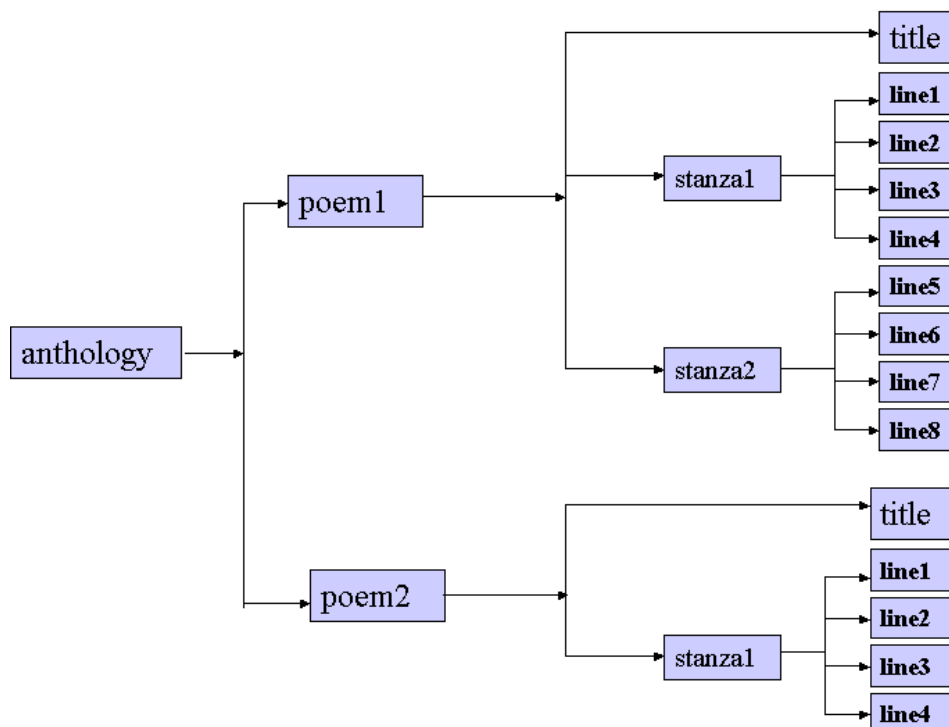 title
line1
line2
stanza1
line3
poem1
line4
line5
line6
anthology
stanza2
line7
line8
title
line1
poem2
line2
stanza1
line3
line4